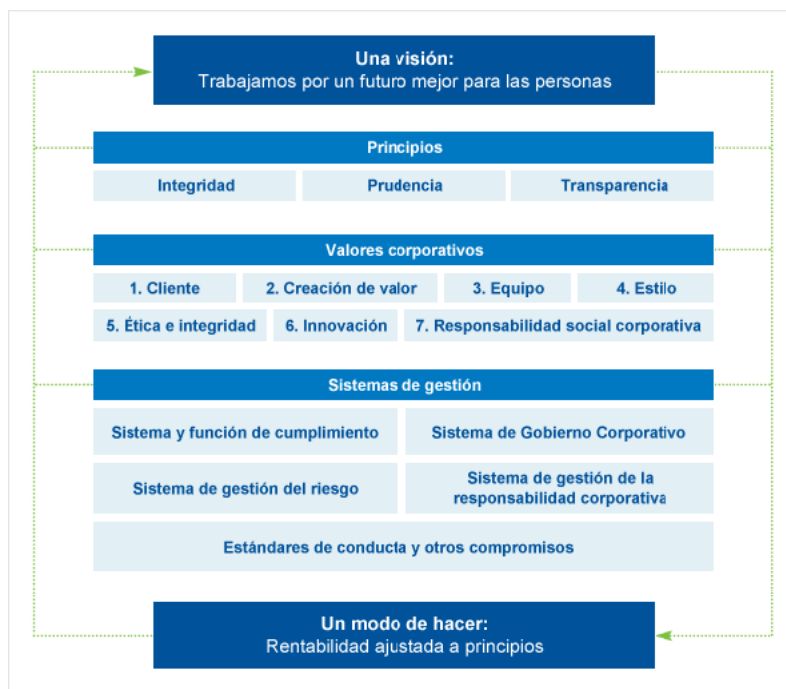 Una visión:
Trabajamos por un futuro mejor para las personas
Principios
Integridad
Prudencia
Transparencia
Valores corporativos
1. Cliente
2. Creación de valor
3. Equipo
4. Estilo
5. Ética e integridad
6. Innovación
7. Responsabilidad social corporativa
Sistemas de gestión
Sistema y función de cumplimiento
Sistema de Gobierno Corporativo
Sistema de gestión del riesgo
Sistema de gestión de la
responsabilidad corporativa
Estándares de conducta y otros compromisos
Un modo de hacer:
Rentabilidad ajustada a principios